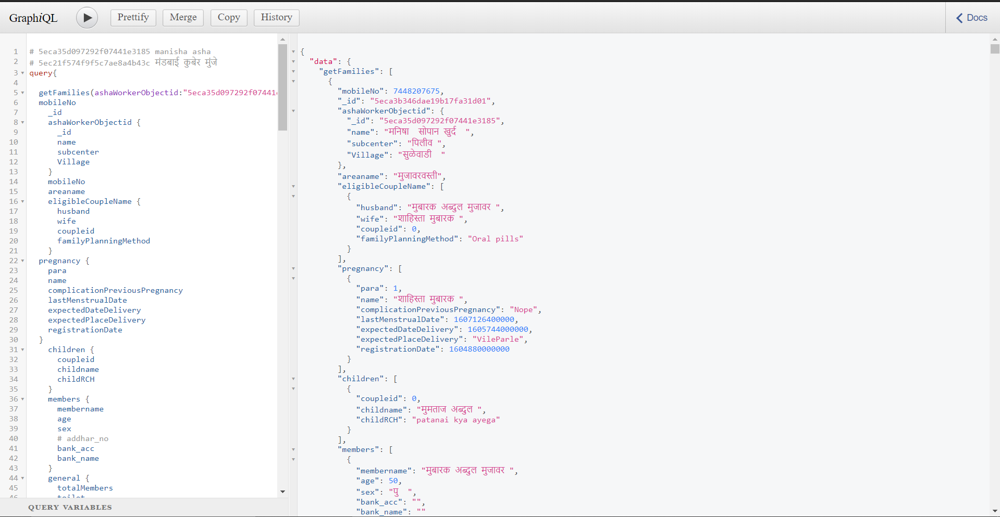 GraphiQL Prettify Merge Copy History Docs
1 # 5eca35d097292f07441e3185 manisha asha
2 # 5ec21f574f9f5c7ae8a4b43c मंडबाई कुबेर मुंजे
3 query{
4
5 getFamilies(ashaWorkerObjectid:"5eca35d097292f07441
6 mobileNo
7 _id
8 ashaWorkerObjectid {
9 _id
10 name
11 subcenter
12 Village
13 }
14 mobileNo
15 areaname
16 eligibleCoupleName {
17 husband
18 wife
19 coupleid
20 familyPlanningMethod
21 }
22 pregnancy {
23 para
24 name
25 complicationPreviousPregnancy
26 lastMenstrualDate
27 expectedDateDelivery
28 expectedPlaceDelivery
29 registrationDate
30 }
31 children {
32 coupleid
33 childname
34 childRCH
35 }
36 members {
37 membername
38 age
39 sex
40 # addhar_no
41 bank_acc
42 bank_name
43 }
44 general {
45 totalMembers
46 toilet
QUERY VARIABLES
{
"data": {
"getFamilies": [
{
"mobileNo": 7448207675,
"_id": "5eca3b346dae19b17fa31d01",
"ashaWorkerObjectid": {
"_id": "5eca35d097292f07441e3185",
"name": "मनिषा  सोपान खुर्द  ",
"subcenter": "पिलीव ",
"Village": "सुळेवाडी  "
},
"areaname": "मुजावरवस्ती",
"eligibleCoupleName": [
{
"husband": "मुबारक अब्दुल मुजावर ",
"wife": "शाहिस्ता मुबारक ",
"coupleid": 0,
"familyPlanningMethod": "Oral pills"
}
],
"pregnancy": [
{
"para": 1,
"name": "शाहिस्ता मुबारक ",
"complicationPreviousPregnancy": "Nope",
"lastMenstrualDate": 1607126400000,
"expectedDateDelivery": 1605744000000,
"expectedPlaceDelivery": "VileParle",
"registrationDate": 1604880000000
}
],
"children": [
{
"coupleid": 0,
"childname": "मुमताज अब्दुल ",
"childRCH": "patanai kya ayega"
}
],
"members": [
{
"membername": "मुबारक अब्दुल मुजावर ",
"age": 50,
"sex": "पु  ",
"bank_acc": "",
"bank_name": ""